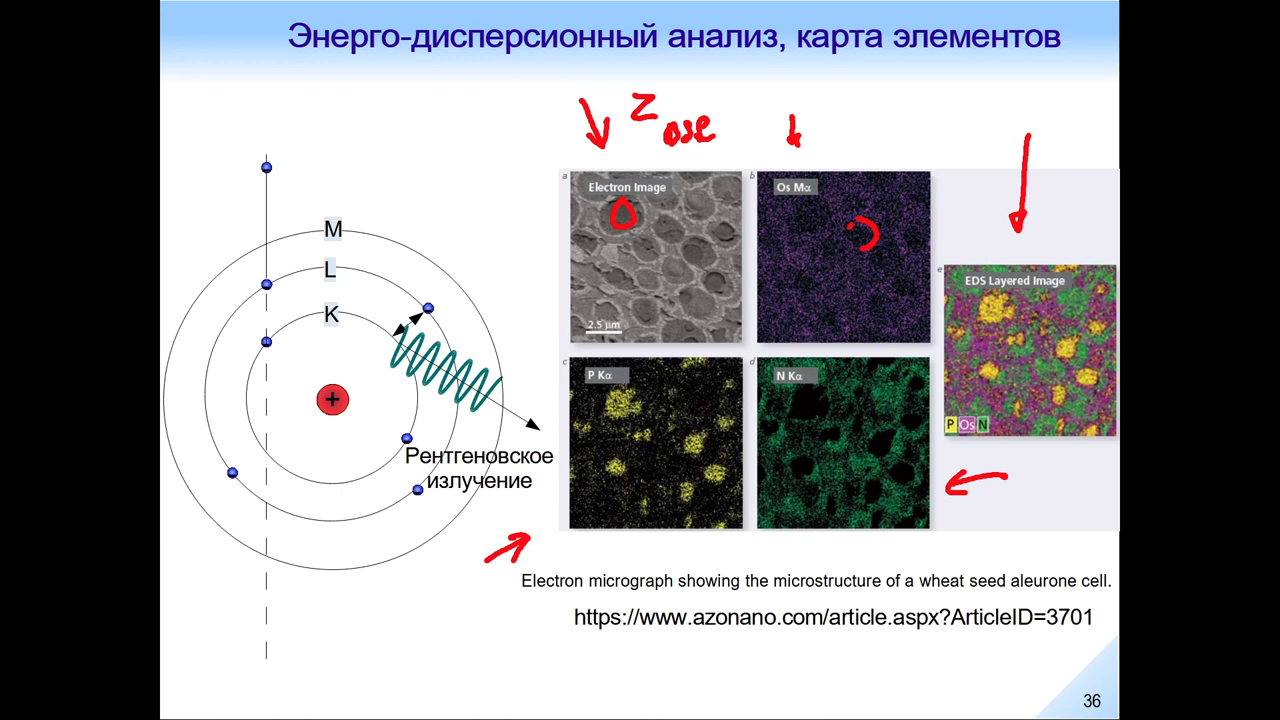 Энерго-дисперсионный анализ, карта элементов
Z
ose
M
L
K
+
Рентгеновское
излучение
a
Electron Image
2.5 µm
b
Os Mα
c
P Kα
d
N Kα
e
EDS Layered Image
P Os N
Electron micrograph showing the microstructure of a wheat seed aleurone cell.
https://www.azonano.com/article.aspx?ArticleID=3701
36